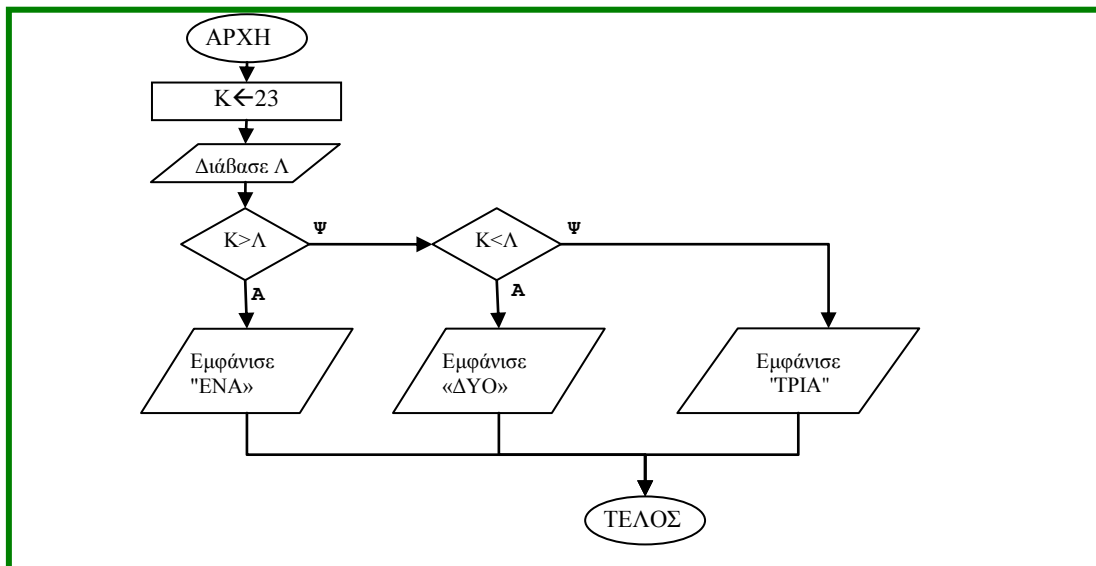 ΑΡΧΗ
Κ←23
Διάβασε Λ
Κ>Λ
Ψ
Κ<Λ
Ψ
Α
Α
Εμφάνισε
"ΕΝΑ»
Εμφάνισε
«ΔΥΟ»
Εμφάνισε
"ΤΡΙΑ"
ΤΕΛΟΣ